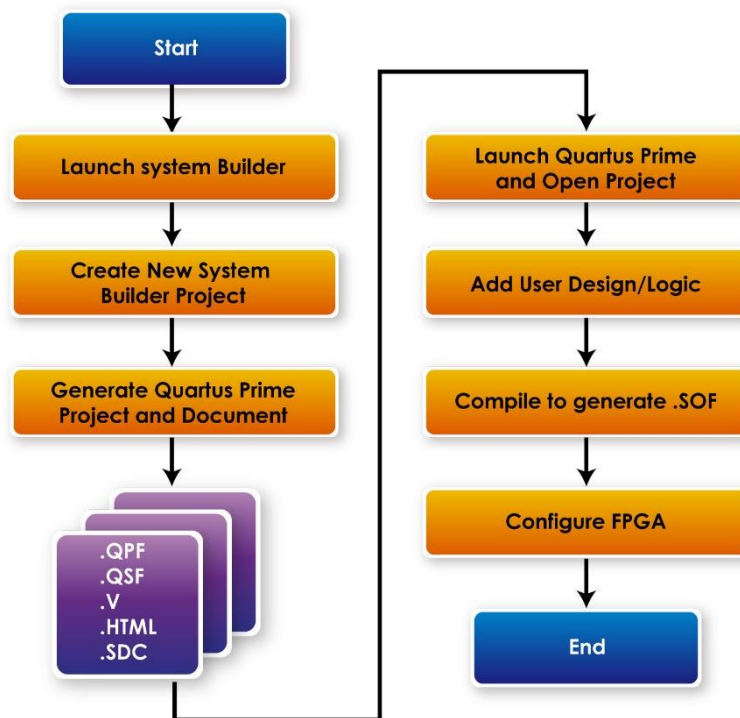 Start
Launch system Builder
Create New System
Builder Project
Generate Quartus Prime
Project and Document
.QPF
.QSF
.V
.HTML
.SDC
Launch Quartus Prime
and Open Project
Add User Design/Logic
Compile to generate .SOF
Configure FPGA
End